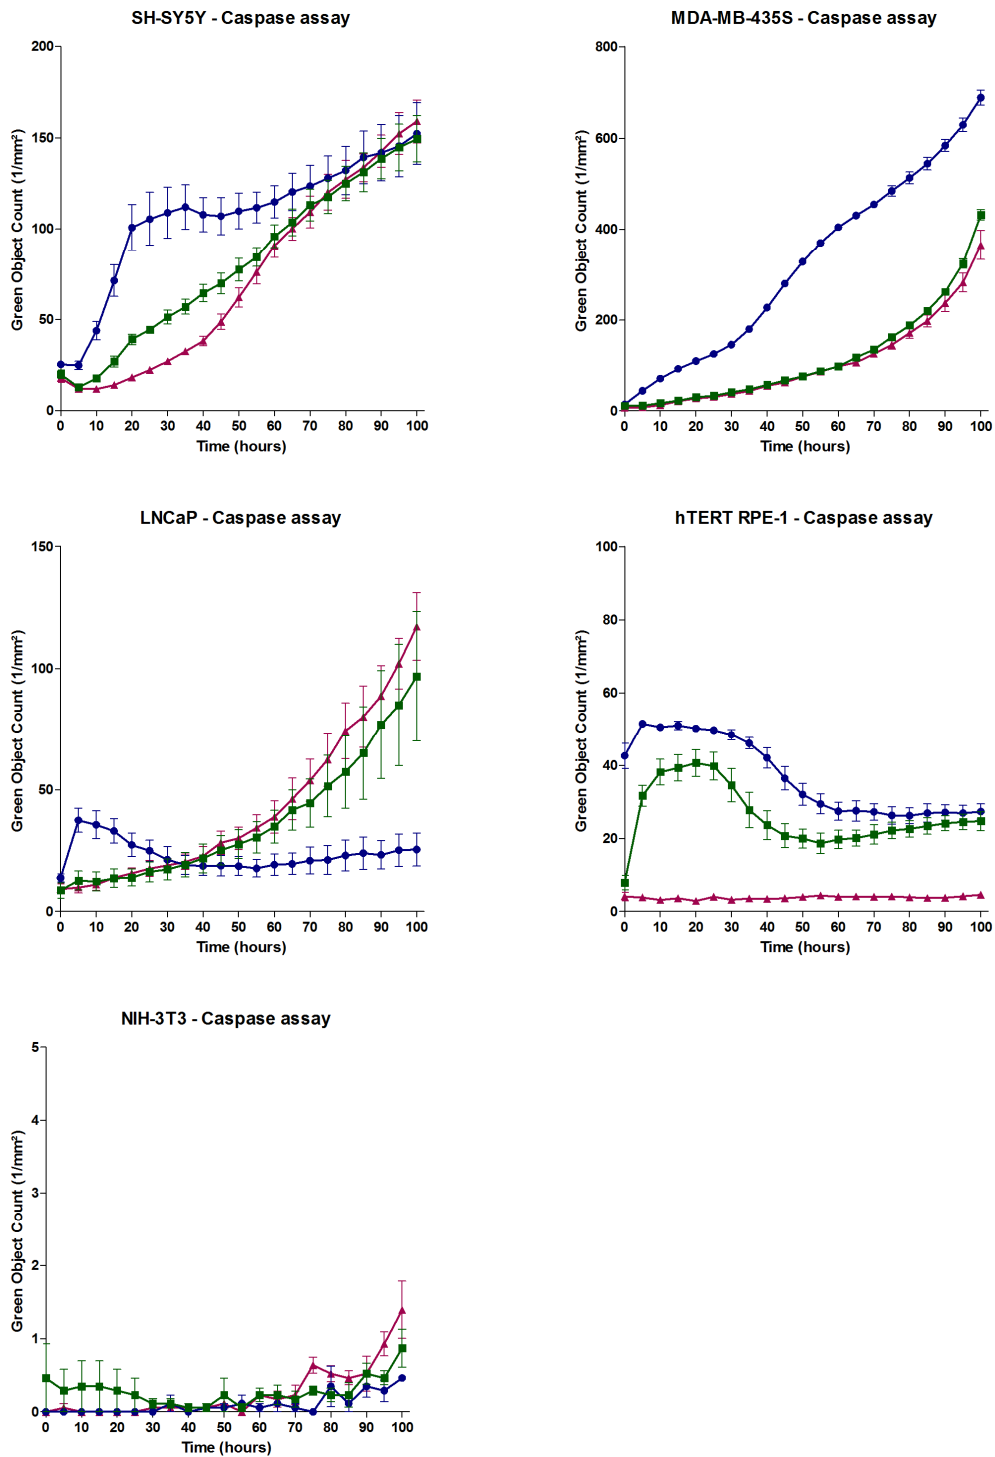 SH-SY5Y - Caspase assay
Green Object Count (1/mm²)
200
150
100
50
0
0 10 20 30 40 50 60 70 80 90 100
Time (hours)
MDA-MB-435S - Caspase assay
Green Object Count (1/mm²)
800
600
400
200
0
0 10 20 30 40 50 60 70 80 90 100
Time (hours)
LNCaP - Caspase assay
Green Object Count (1/mm²)
150
100
50
0
0 10 20 30 40 50 60 70 80 90 100
Time (hours)
hTERT RPE-1 - Caspase assay
Green Object Count (1/mm²)
100
80
60
40
20
0
0 10 20 30 40 50 60 70 80 90 100
Time (hours)
NIH-3T3 - Caspase assay
Green Object Count (1/mm²)
5
4
3
2
1
0
0 10 20 30 40 50 60 70 80 90 100
Time (hours)